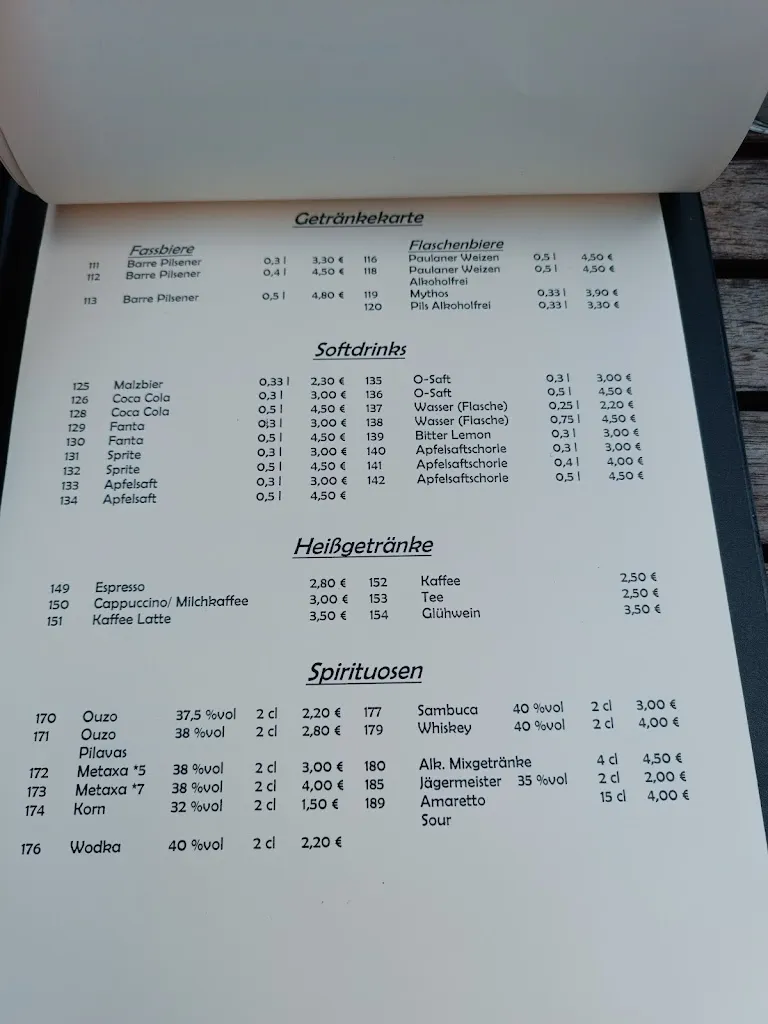 Getränkekarte
Fassbiere Flaschenbiere
111 Barre Pilsener 0,3 l 3,30 € 116 Paulaner Weizen 0,5 l 4,50 €
112 Barre Pilsener 0,4 l 4,50 € 118 Paulaner Weizen 0,5 l 4,50 €
Alkoholfrei
113 Barre Pilsener 0,5 l 4,80 € 119 Mythos 0,33 l 3,90 €
120 Pils Alkoholfrei 0,33 l 3,30 €
Softdrinks
125 Malzbier 0,33 l 2,30 € 135 O-Saft 0,3 l 3,00 €
126 Coca Cola 0,3 l 3,00 € 136 O-Saft 0,5 l 4,50 €
128 Coca Cola 0,5 l 4,50 € 137 Wasser (Flasche) 0,25 l 2,20 €
129 Fanta 0,3 l 3,00 € 138 Wasser (Flasche) 0,75 l 4,50 €
130 Fanta 0,5 l 4,50 € 139 Bitter Lemon 0,3 l 3,00 €
131 Sprite 0,3 l 3,00 € 140 Apfelsaftschorle 0,3 l 3,00 €
132 Sprite 0,5 l 4,50 € 141 Apfelsaftschorle 0,4 l 4,00 €
133 Apfelsaft 0,3 l 3,00 € 142 Apfelsaftschorle 0,5 l 4,50 €
134 Apfelsaft 0,5 l 4,50 €
Heißgetränke
149 Espresso 2,80 € 152 Kaffee 2,50 €
150 Cappuccino/ Milchkaffee 3,00 € 153 Tee 2,50 €
151 Kaffee Latte 3,50 € 154 Glühwein 3,50 €
Spirituosen
170 Ouzo 37,5 %vol 2 cl 2,20 € 177 Sambuca 40 %vol 2 cl 3,00 €
171 Ouzo 38 %vol 2 cl 2,80 € 179 Whiskey 40 %vol 2 cl 4,00 €
Pilavas
172 Metaxa *5 38 %vol 2 cl 3,00 € 180 Alk. Mixgetränke 4 cl 4,50 €
173 Metaxa *7 38 %vol 2 cl 4,00 € 185 Jägermeister 35 %vol 2 cl 2,00 €
174 Korn 32 %vol 2 cl 1,50 € 189 Amaretto 15 cl 4,00 €
Sour
176 Wodka 40 %vol 2 cl 2,20 €